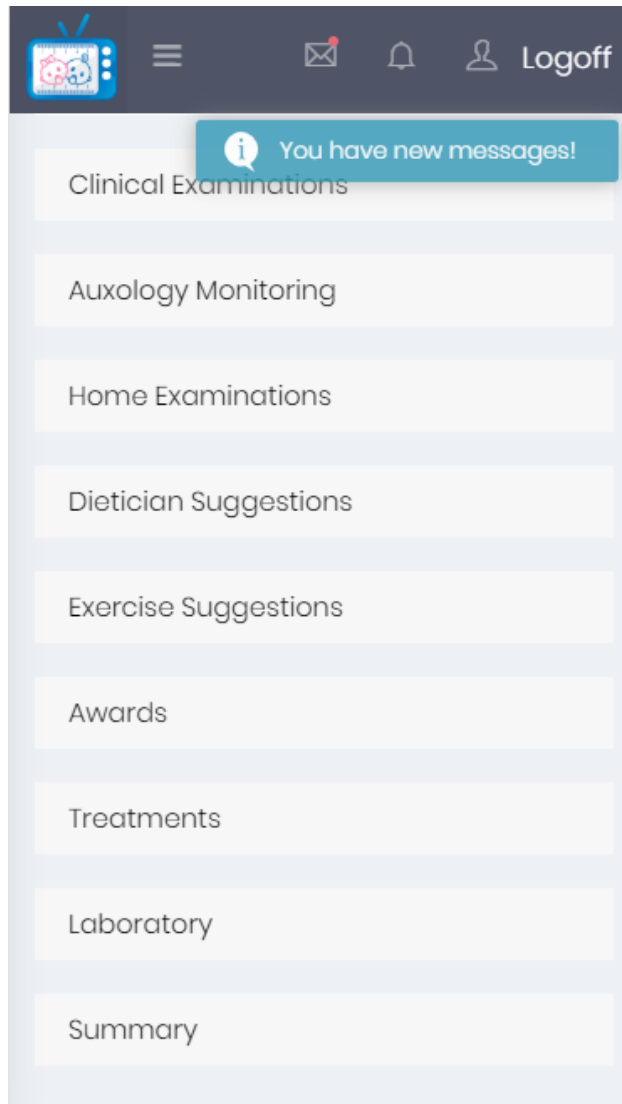 Logoff
You have new messages!
Clinical Examinations
Auxology Monitoring
Home Examinations
Dietician Suggestions
Exercise Suggestions
Awards
Treatments
Laboratory
Summary